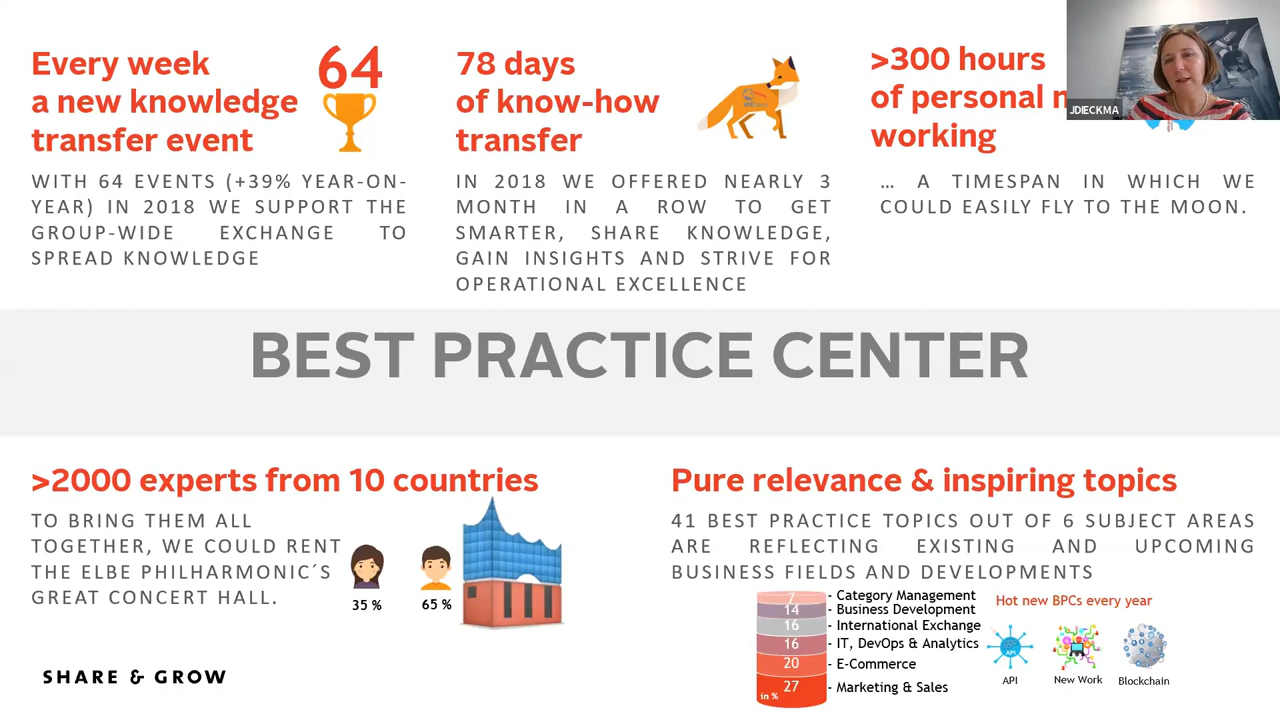 Every week
a new knowledge
transfer event
64
WITH 64 EVENTS (+39% YEAR-ON-
YEAR) IN 2018 WE SUPPORT THE
GROUP-WIDE EXCHANGE TO
SPREAD KNOWLEDGE
78 days
of know-how
transfer
IN 2018 WE OFFERED NEARLY 3
MONTH IN A ROW TO GET
SMARTER, SHARE KNOWLEDGE,
GAIN INSIGHTS AND STRIVE FOR
OPERATIONAL EXCELLENCE
>300 hours
of personal
working
… A TIMESPAN IN WHICH WE
COULD EASILY FLY TO THE MOON.
JDIECKMA
BEST PRACTICE CENTER
>2000 experts from 10 countries
TO BRING THEM ALL
TOGETHER, WE COULD RENT
THE ELBE PHILHARMONIC´S
GREAT CONCERT HALL.
35 %
65 %
Pure relevance & inspiring topics
41 BEST PRACTICE TOPICS OUT OF 6 SUBJECT AREAS
ARE REFLECTING EXISTING AND UPCOMING
BUSINESS FIELDS AND DEVELOPMENTS
7 - Category Management
14 - Business Development
16 - International Exchange
16 - IT, DevOps & Analytics
20 - E-Commerce
27 - Marketing & Sales
in %
Hot new BPCs every year
API
API
New Work
Blockchain
SHARE & GROW